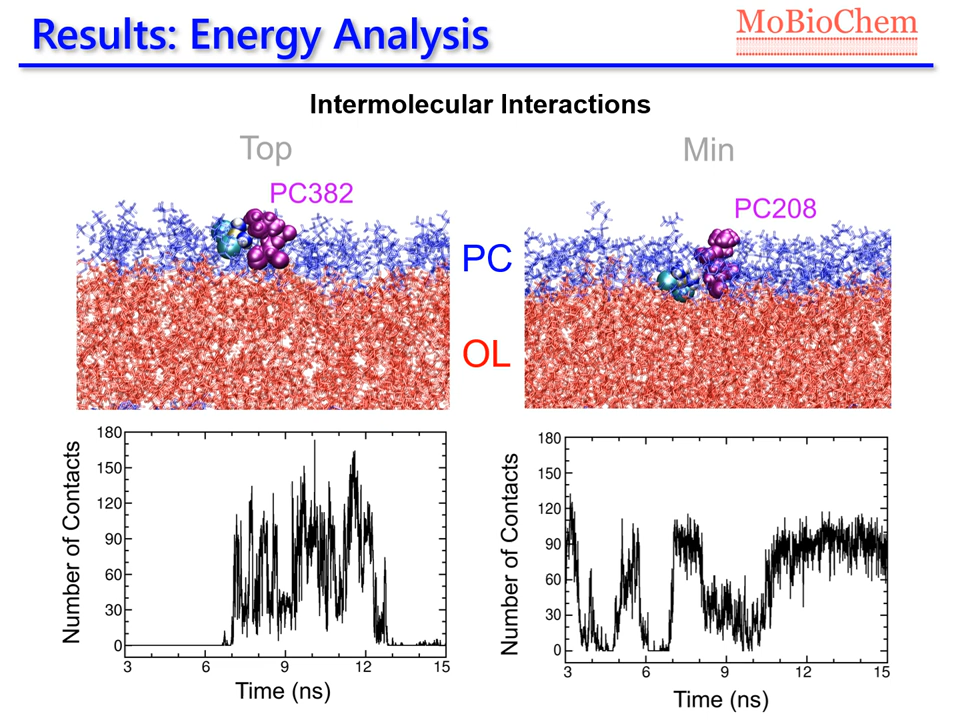 Results: Energy Analysis
MoBioChem
Intermolecular Interactions
Top
Min
PC382
PC208
PC
OL
180
150
120
90
60
30
0
Number of Contacts
3 6 9 12 15
Time (ns)
180
150
120
90
60
30
0
Number of Contacts
3 6 9 12 15
Time (ns)